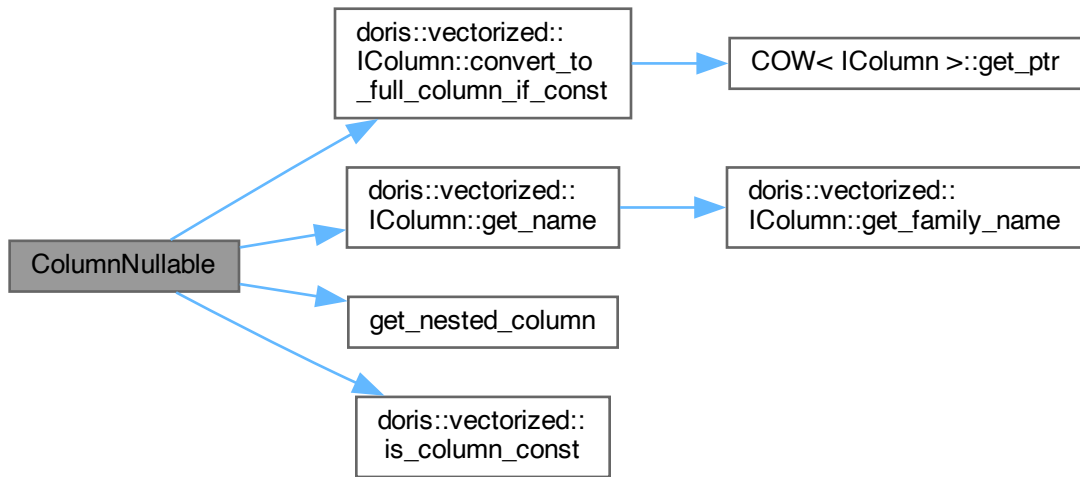 doris::vectorized::
IColumn::convert_to
_full_column_if_const
COW< IColumn >::get_ptr
doris::vectorized::
IColumn::get_name
doris::vectorized::
IColumn::get_family_name
ColumnNullable
get_nested_column
doris::vectorized::
is_column_const